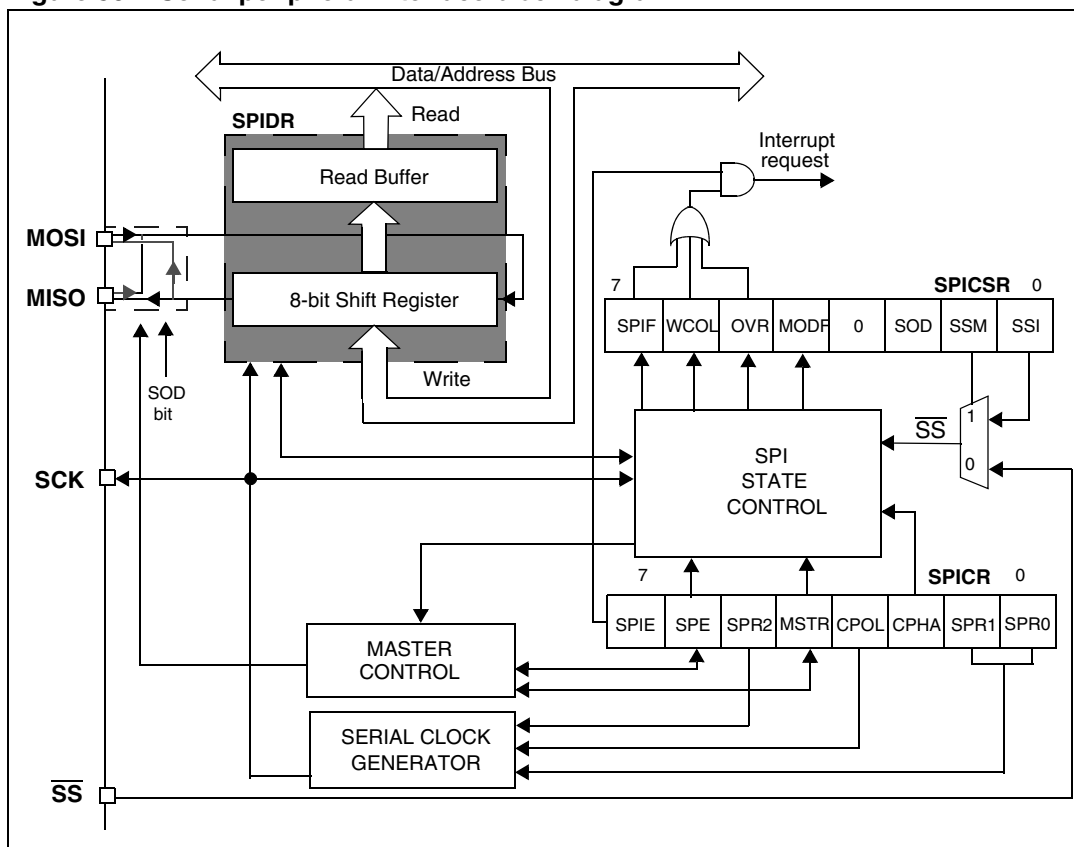 Data/Address Bus
SPIDR
Read
Interrupt
request
Read Buffer
MOSI
MISO
8-bit Shift Register
7
SPICSR
0
SPIF
WCOL
OVR
MODF
0
SOD
SSM
SSI
Write
SOD
bit
SS
1
0
SPI
STATE
CONTROL
SCK
7
SPICR
0
SPIE
SPE
SPR2
MSTR
CPOL
CPHA
SPR1
SPR0
MASTER
CONTROL
SERIAL CLOCK
GENERATOR
SS